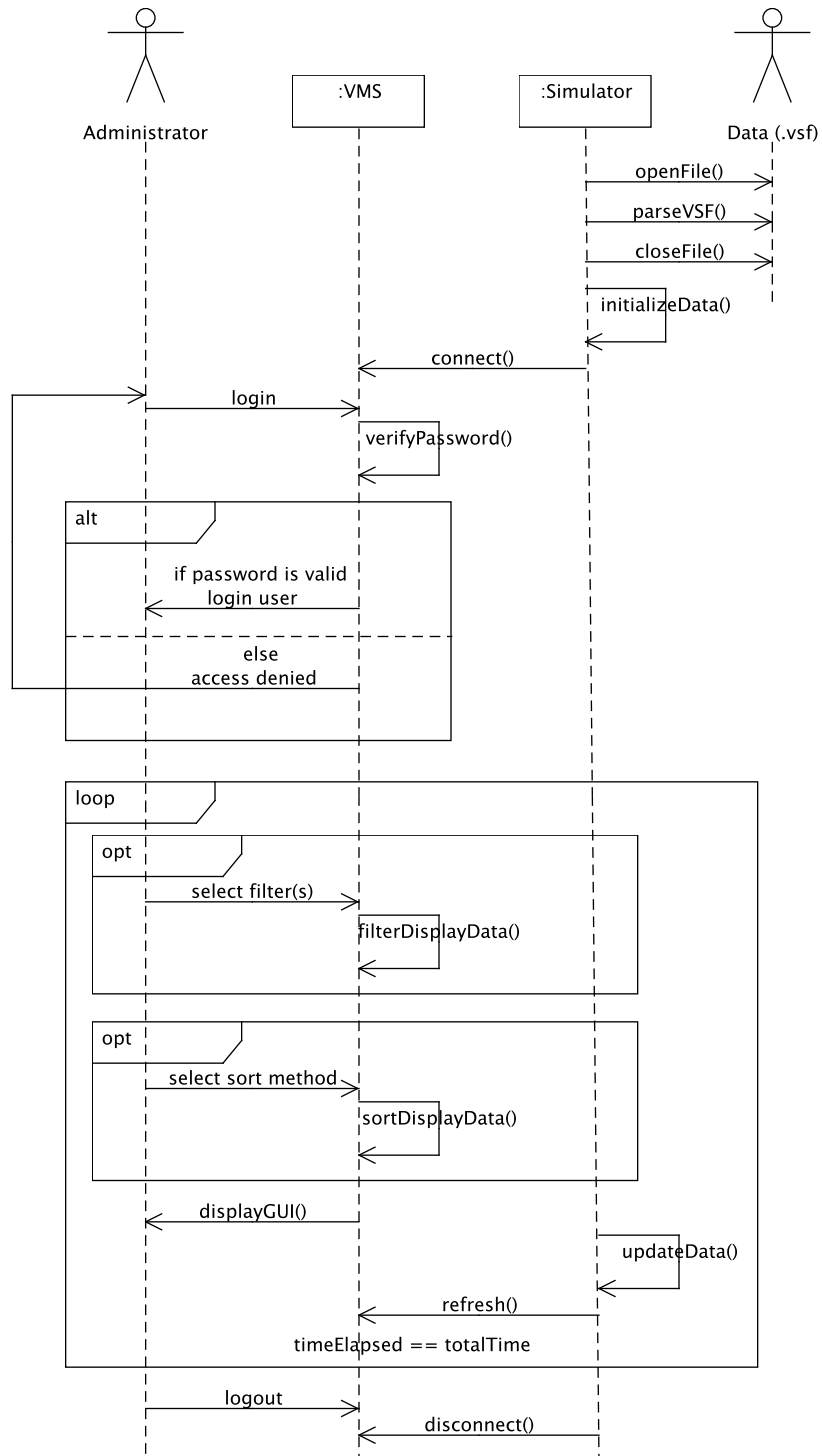 :VMS
:Simulator
Administrator
Data (.vsf)
openFile()
parseVSF()
closeFile()
initializeData()
connect()
login
verifyPassword()
alt
if password is valid
login user
else
access denied
loop
opt
select filter(s)
filterDisplayData()
opt
select sort method
sortDisplayData()
displayGUI()
updateData()
refresh()
timeElapsed == totalTime
logout
disconnect()